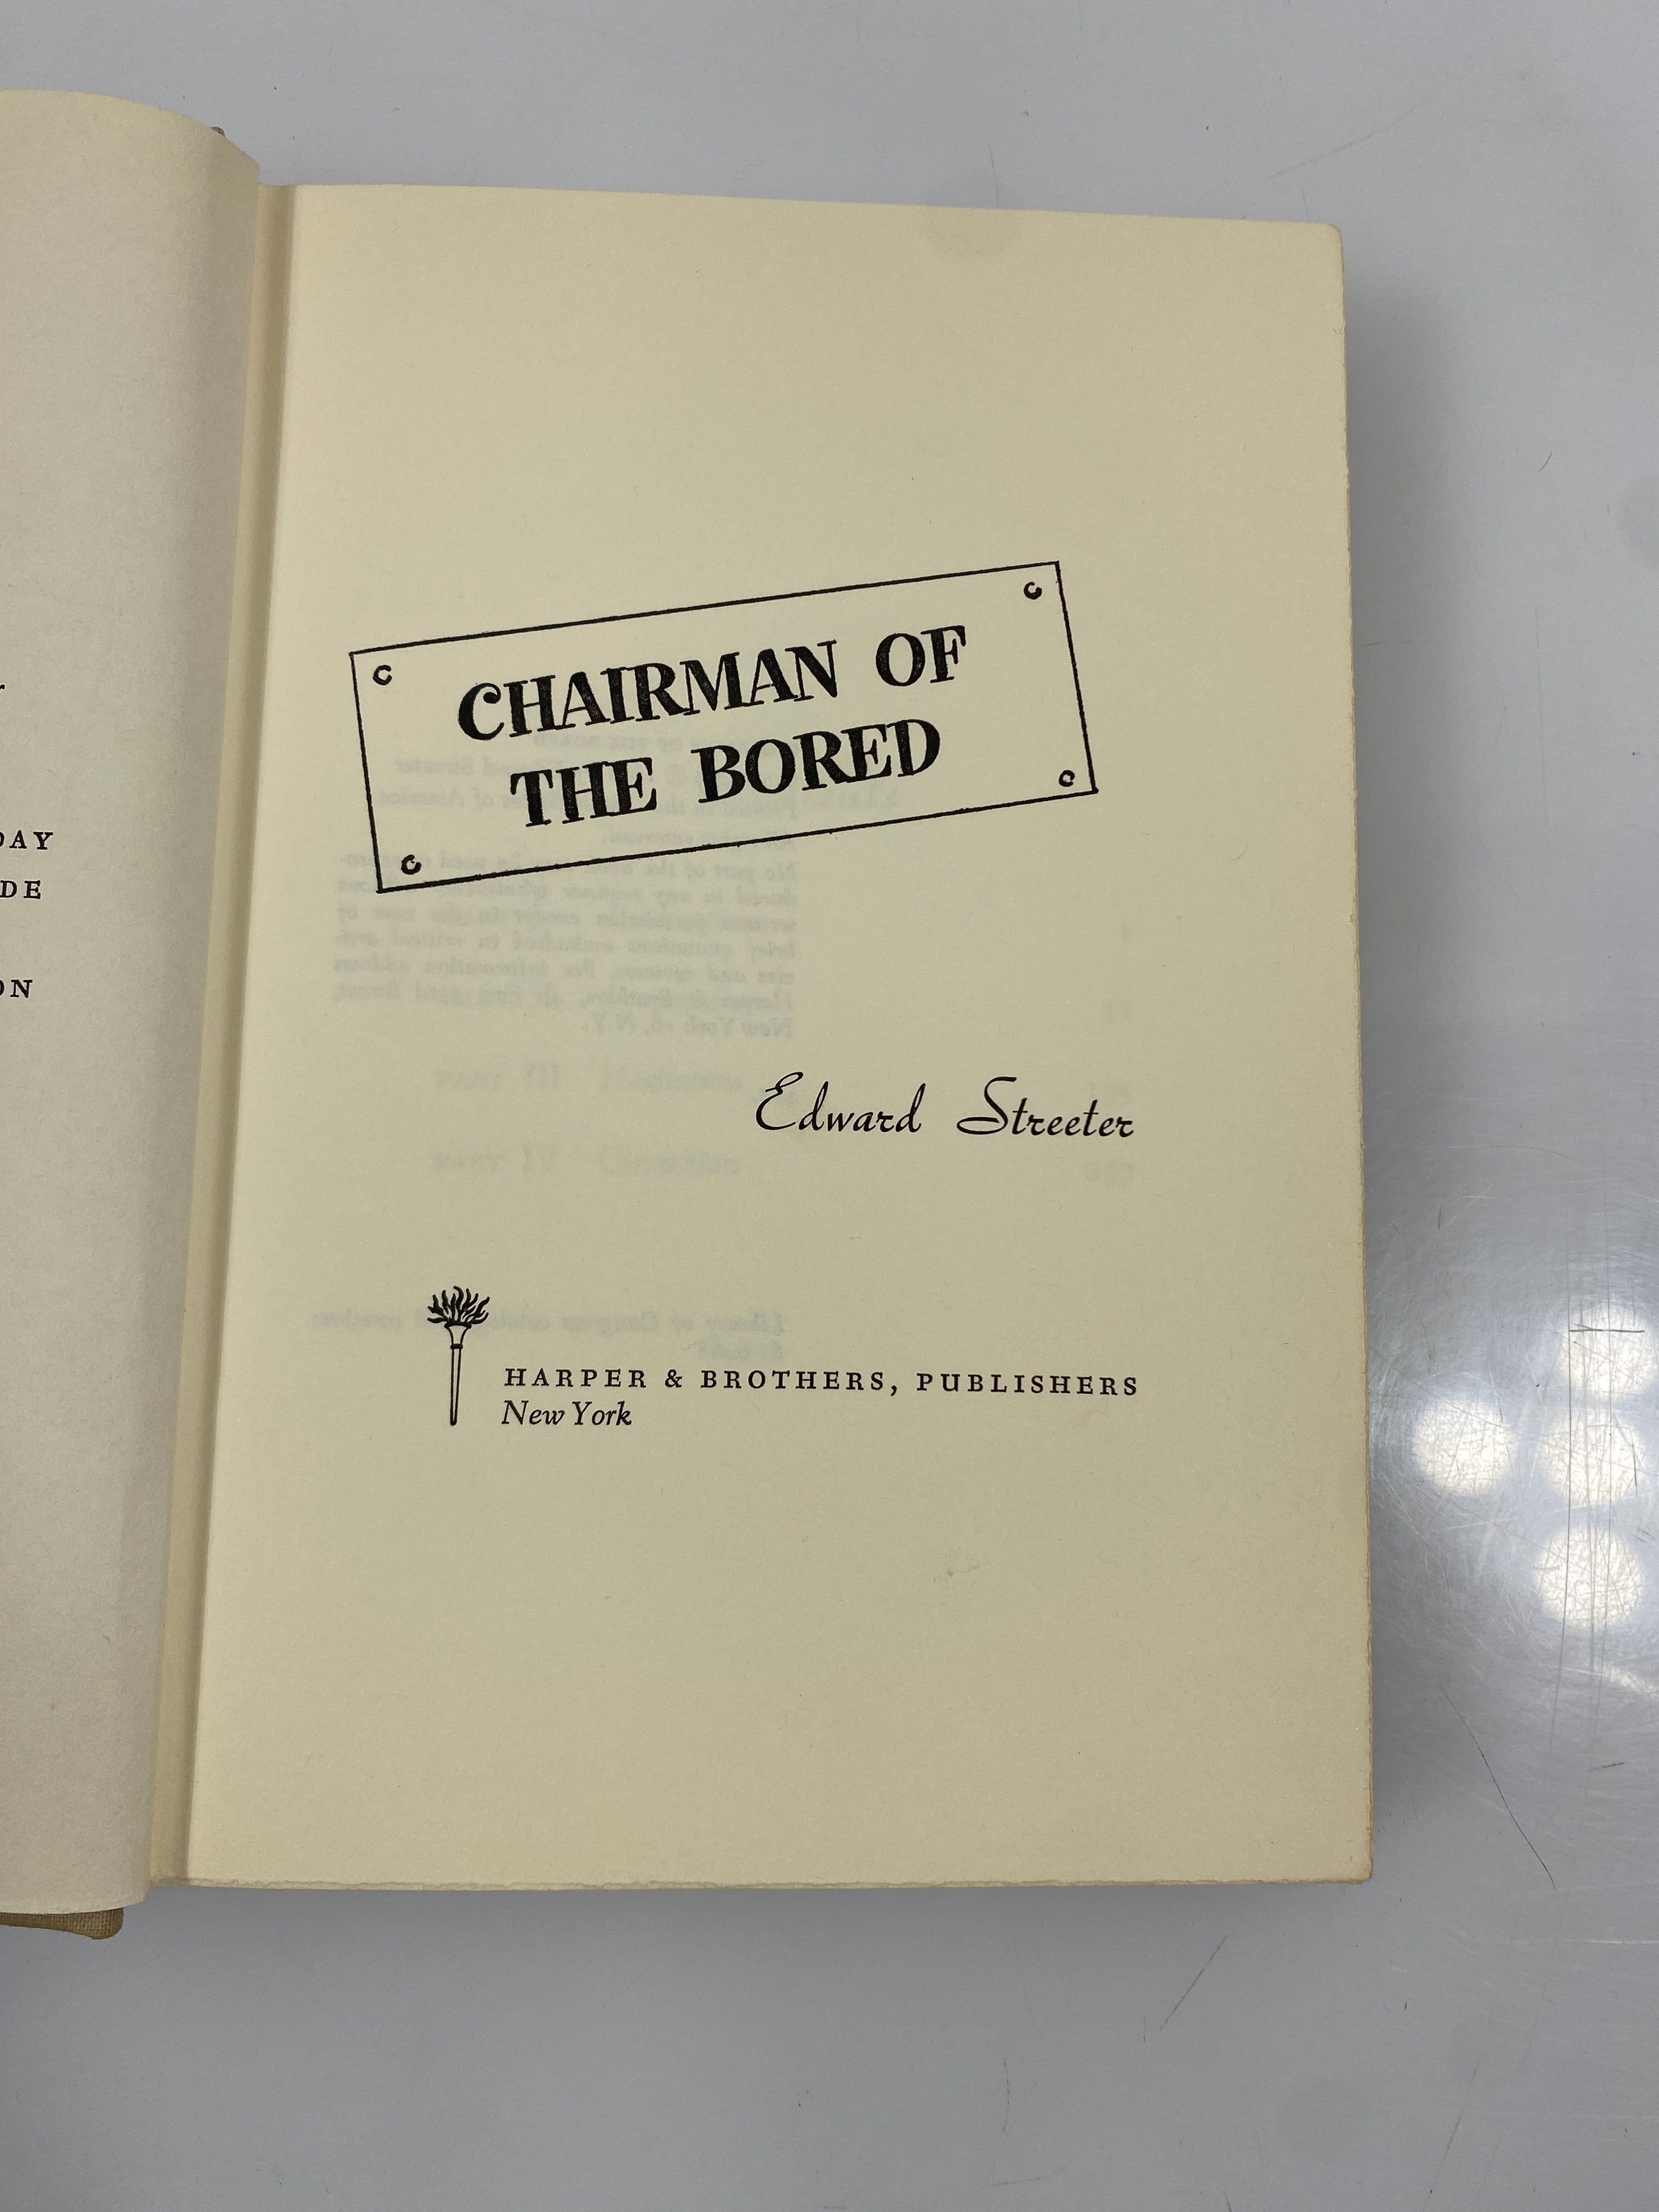 DAY
DE
ON
CHAIRMAN OF
THE BORED
Edward Streeter
HARPER & BROTHERS, PUBLISHERS
New York